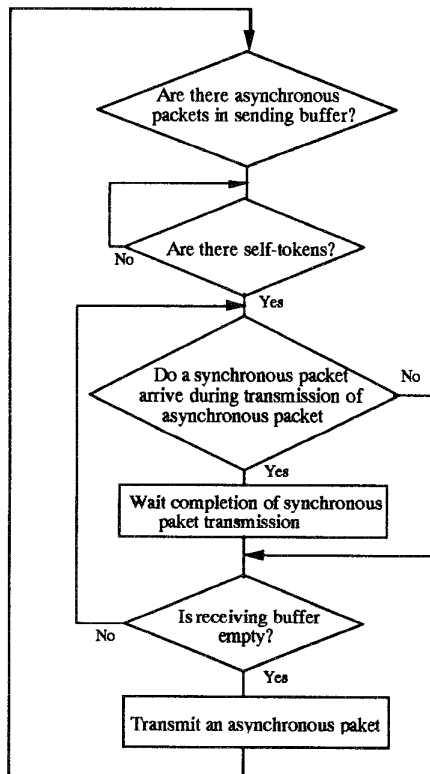 Are there asynchronous
packets in sending buffer?
Are there self-tokens?
No
Yes
Do a synchronous packet
arrive during transmission of
asynchronous packet
No
Yes
Wait completion of synchronous
paket transmission
Is receiving buffer
empty?
No
Yes
Transmit an asynchronous paket